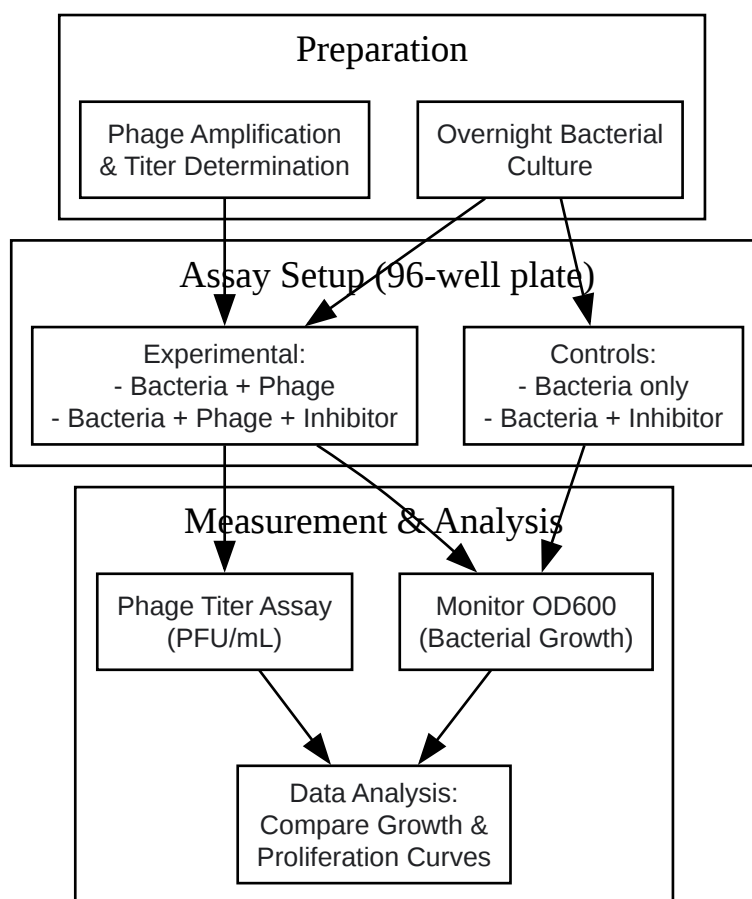 Preparation
Phage Amplification
& Titer Determination
Overnight Bacterial
Culture
Assay Setup (96-well plate)
Experimental:
- Bacteria + Phage
- Bacteria + Phage + Inhibitor
Controls:
- Bacteria only
- Bacteria + Inhibitor
Measurement & Analysis
Phage Titer Assay
(PFU/mL)
Monitor OD600
(Bacterial Growth)
Data Analysis:
Compare Growth &
Proliferation Curves